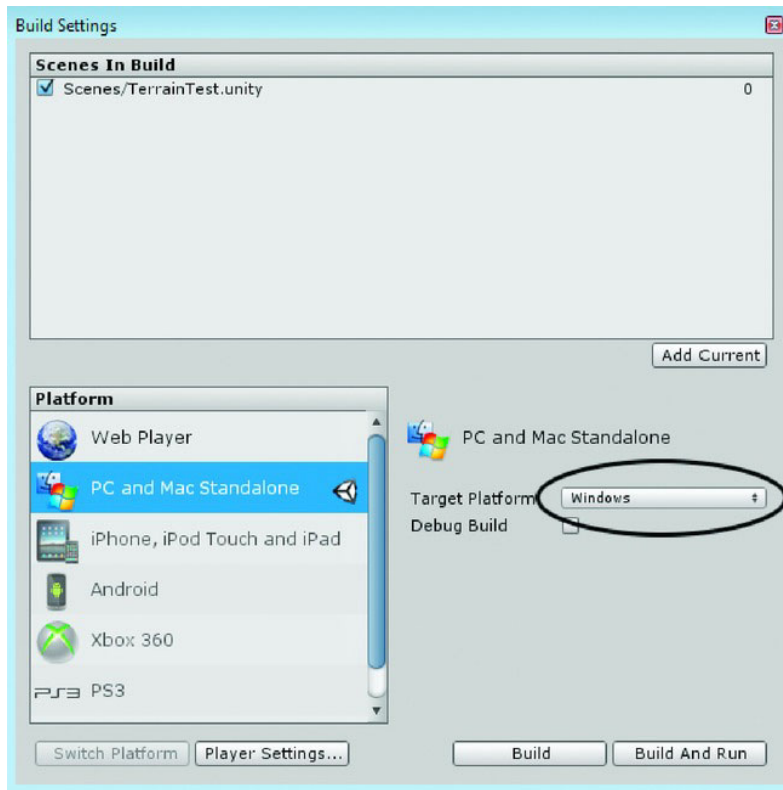 Build Settings
Scenes In Build
Scenes/TerrainTest.unity 0
Add Current
Platform
Web Player
PC and Mac Standalone
iPhone, iPod Touch and iPad
Android
Xbox 360
PS3 PS3
PC and Mac Standalone
Target Platform Windows
Debug Build
Switch Platform Player Settings... Build Build And Run